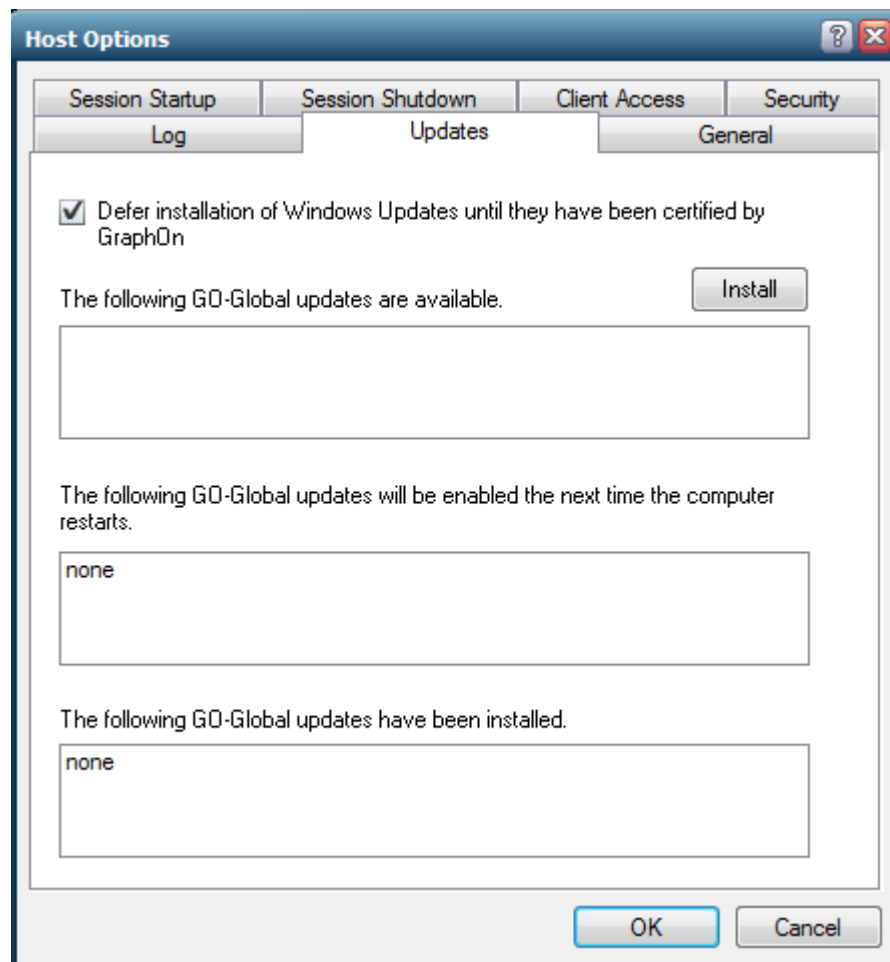 Host Options
Session Startup Session Shutdown Client Access Security
Log Updates General
Defer installation of Windows Updates until they have been certified by
GraphOn
Install
The following GO-Global updates are available.
The following GO-Global updates will be enabled the next time the computer
restarts.
none
The following GO-Global updates have been installed.
none
OK Cancel